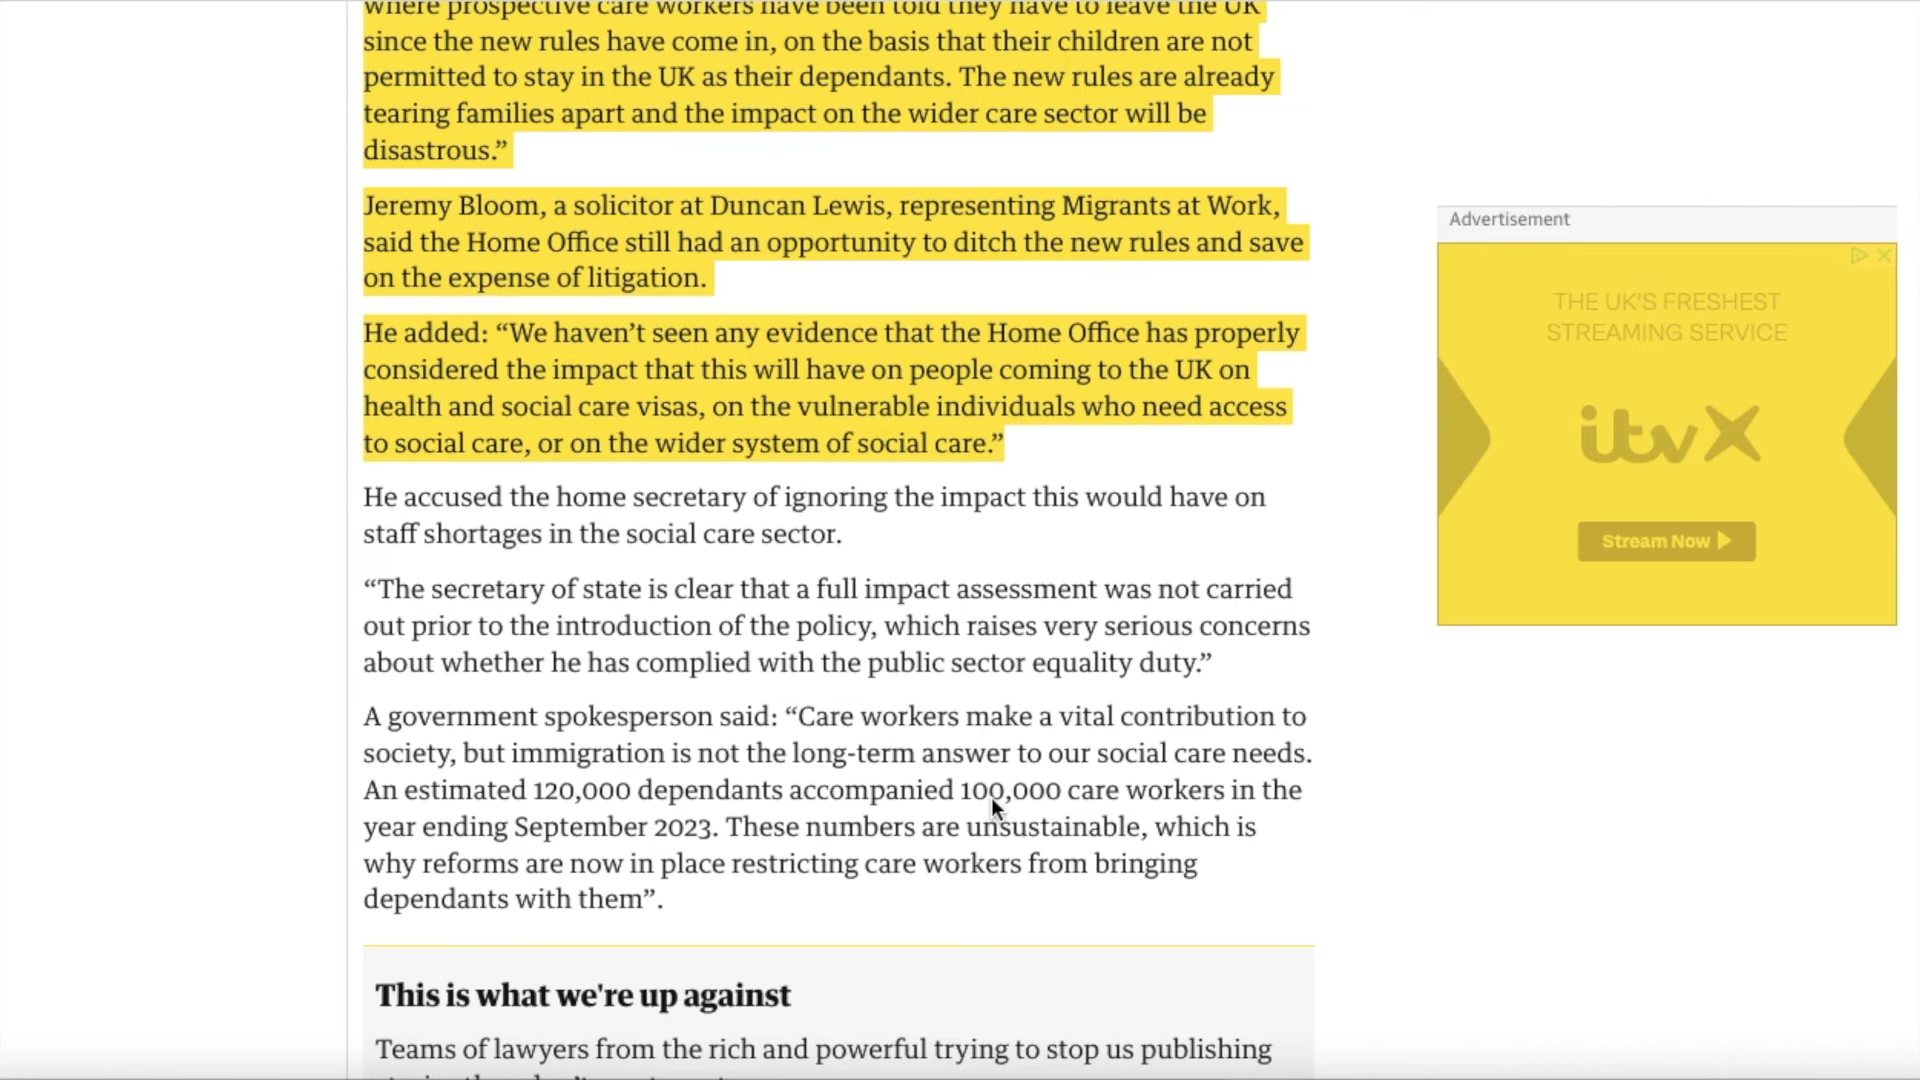 where prospective care workers have been told they have to leave the UK
since the new rules have come in, on the basis that their children are not
permitted to stay in the UK as their dependants. The new rules are already
tearing families apart and the impact on the wider care sector will be
disastrous.”
Jeremy Bloom, a solicitor at Duncan Lewis, representing Migrants at Work,
said the Home Office still had an opportunity to ditch the new rules and save
on the expense of litigation.
He added: “We haven’t seen any evidence that the Home Office has properly
considered the impact that this will have on people coming to the UK on
health and social care visas, on the vulnerable individuals who need access
to social care, or on the wider system of social care.”
He accused the home secretary of ignoring the impact this would have on
staff shortages in the social care sector.
“The secretary of state is clear that a full impact assessment was not carried
out prior to the introduction of the policy, which raises very serious concerns
about whether he has complied with the public sector equality duty.”
A government spokesperson said: “Care workers make a vital contribution to
society, but immigration is not the long-term answer to our social care needs.
An estimated 120,000 dependants accompanied 100,000 care workers in the
year ending September 2023. These numbers are unsustainable, which is
why reforms are now in place restricting care workers from bringing
dependants with them”.
This is what we're up against
Teams of lawyers from the rich and powerful trying to stop us publishing
Advertisement
THE UK'S FRESHEST
STREAMING SERVICE
itvX
Stream Now